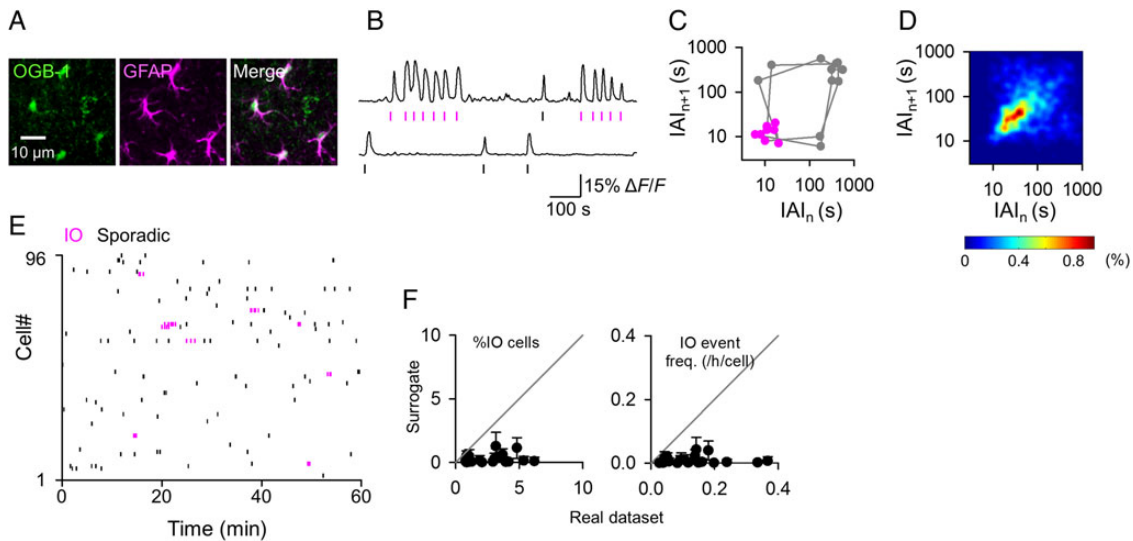 A
OGB-1
GFAP
Merge
10 μm
B
15% ΔF/F
100 s
C
1000
100
10
IAIn+1 (s)
10 100 1000
IAIn (s)
D
1000
100
10
IAIn+1 (s)
10 100 1000
IAIn (s)
0 0.4 0.8 (%)
E
IO Sporadic
96
Cell#
1
0 20 40 60
Time (min)
F
10
5
0
Surrogate
%IO cells
0 5 10
0.4
0.2
0.0
IO event
freq. (/h/cell)
0.0 0.2 0.4
Real dataset